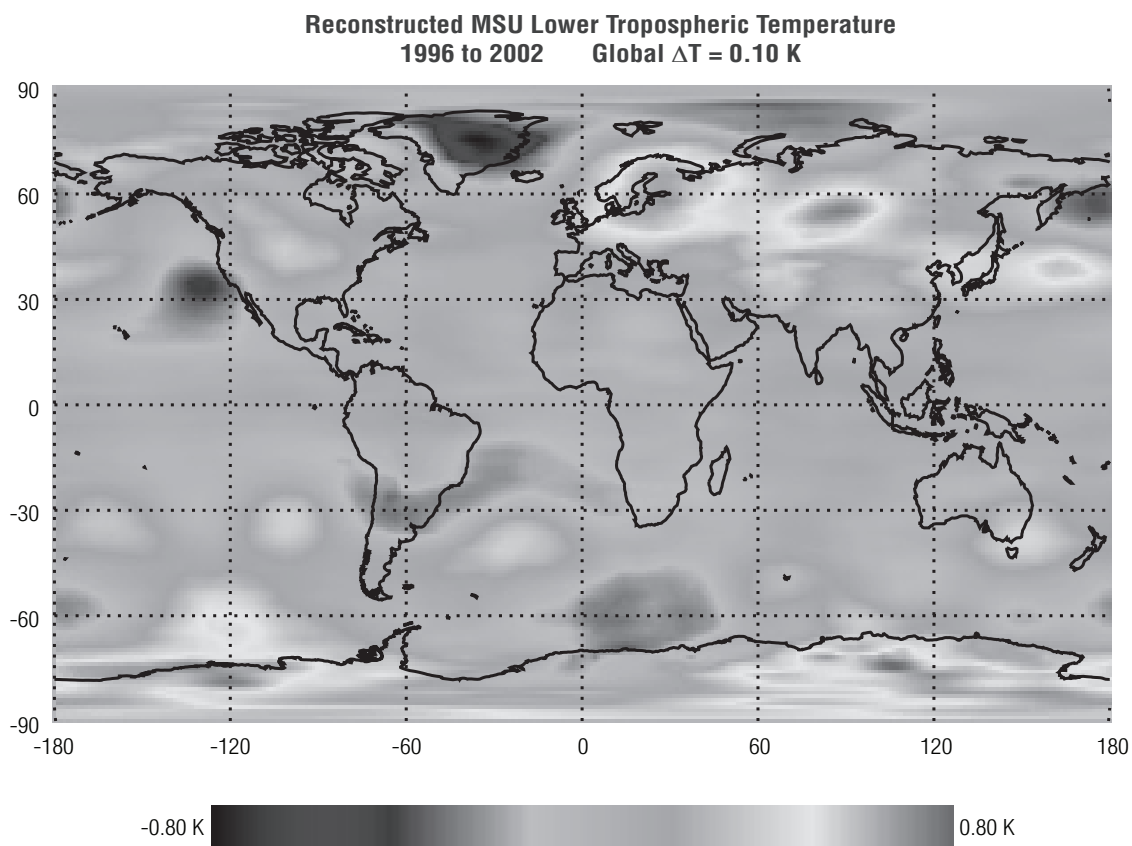 Reconstructed MSU Lower Tropospheric Temperature
1996 to 2002 Global ΔT = 0.10 K
90
60
30
0
-30
-60
-90
-180 -120 -60 0 60 120 180
-0.80 K 0.80 K